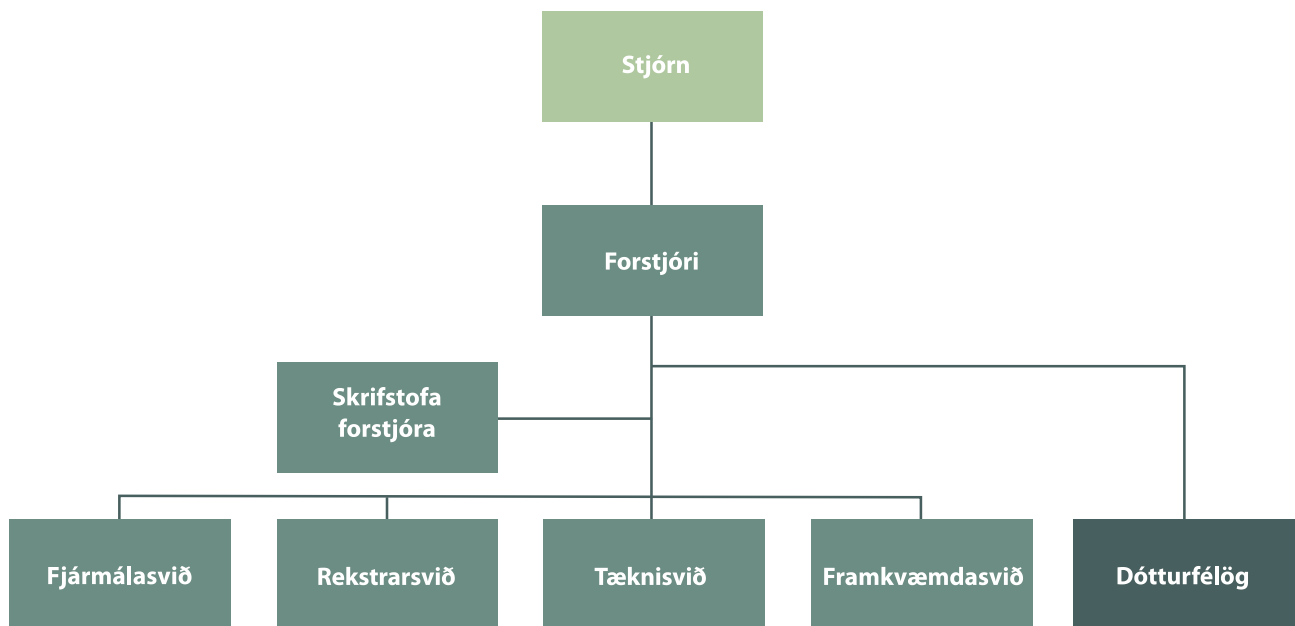 Stjórn
Forstjóri
Skrifstofa
forstjóra
Fjármálasvið
Rekstrarsvið
Tæknisvið
Framkvæmdasvið
Dótturfélög